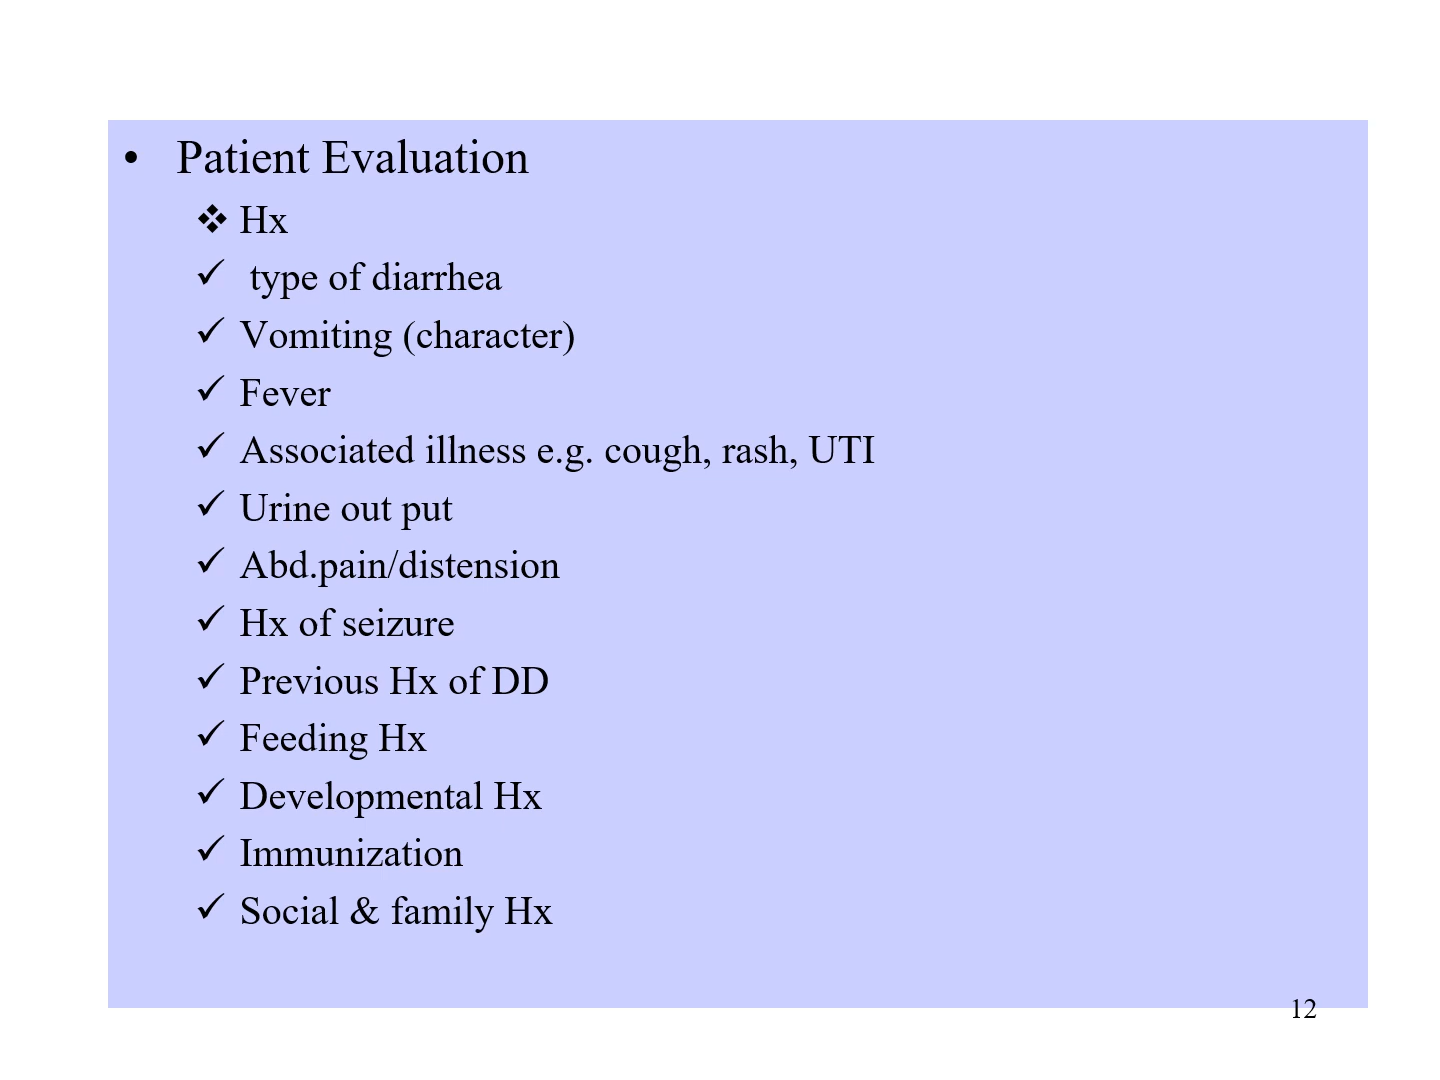 • Patient Evaluation
❖ Hx
✓ type of diarrhea
✓ Vomiting (character)
✓ Fever
✓ Associated illness e.g. cough, rash, UTI
✓ Urine out put
✓ Abd.pain/distension
✓ Hx of seizure
✓ Previous Hx of DD
✓ Feeding Hx
✓ Developmental Hx
✓ Immunization
✓ Social & family Hx
12